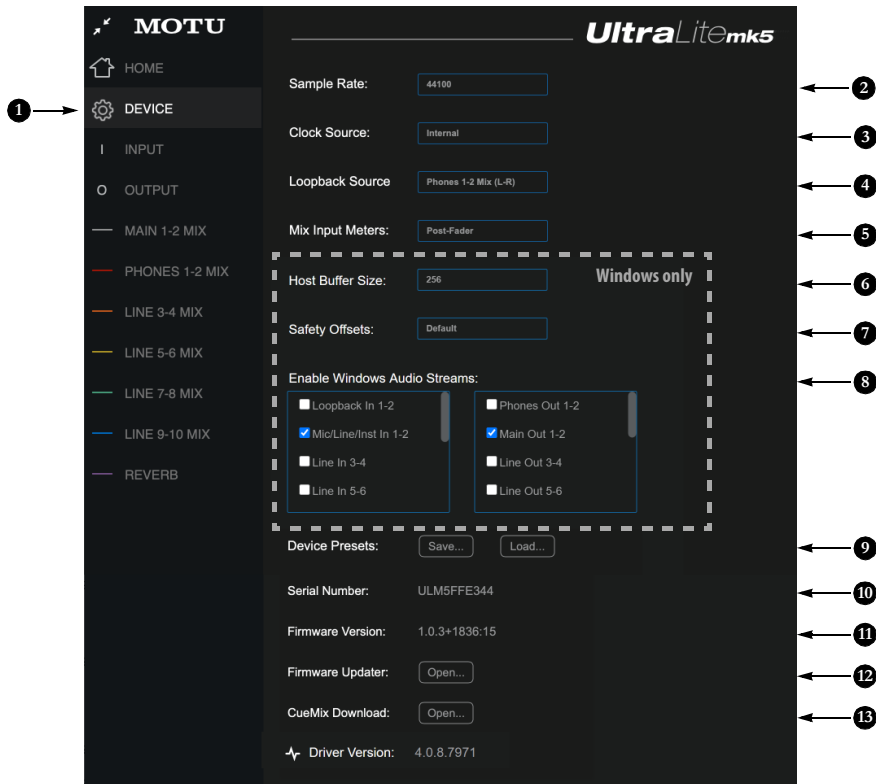 MOTU
UltraLitemk5
HOME
1
DEVICE
I INPUT
O OUTPUT
MAIN 1-2 MIX
PHONES 1-2 MIX
LINE 3-4 MIX
LINE 5-6 MIX
LINE 7-8 MIX
LINE 9-10 MIX
REVERB
Sample Rate: 44100 2
Clock Source: Internal 3
Loopback Source Phones 1-2 Mix (L-R) 4
Mix Input Meters: Post-Fader 5
Windows only
Host Buffer Size: 256 6
Safety Offsets: Default 7
Enable Windows Audio Streams: 8
Loopback In 1-2 Phones Out 1-2
Mic/Line/Inst In 1-2 Main Out 1-2
Line In 3-4 Line Out 3-4
Line In 5-6 Line Out 5-6
Device Presets: Save... Load... 9
Serial Number: ULM5FFE344 10
Firmware Version: 1.0.3+1836:15 11
Firmware Updater: Open... 12
CueMix Download: Open... 13
Driver Version: 4.0.8.7971